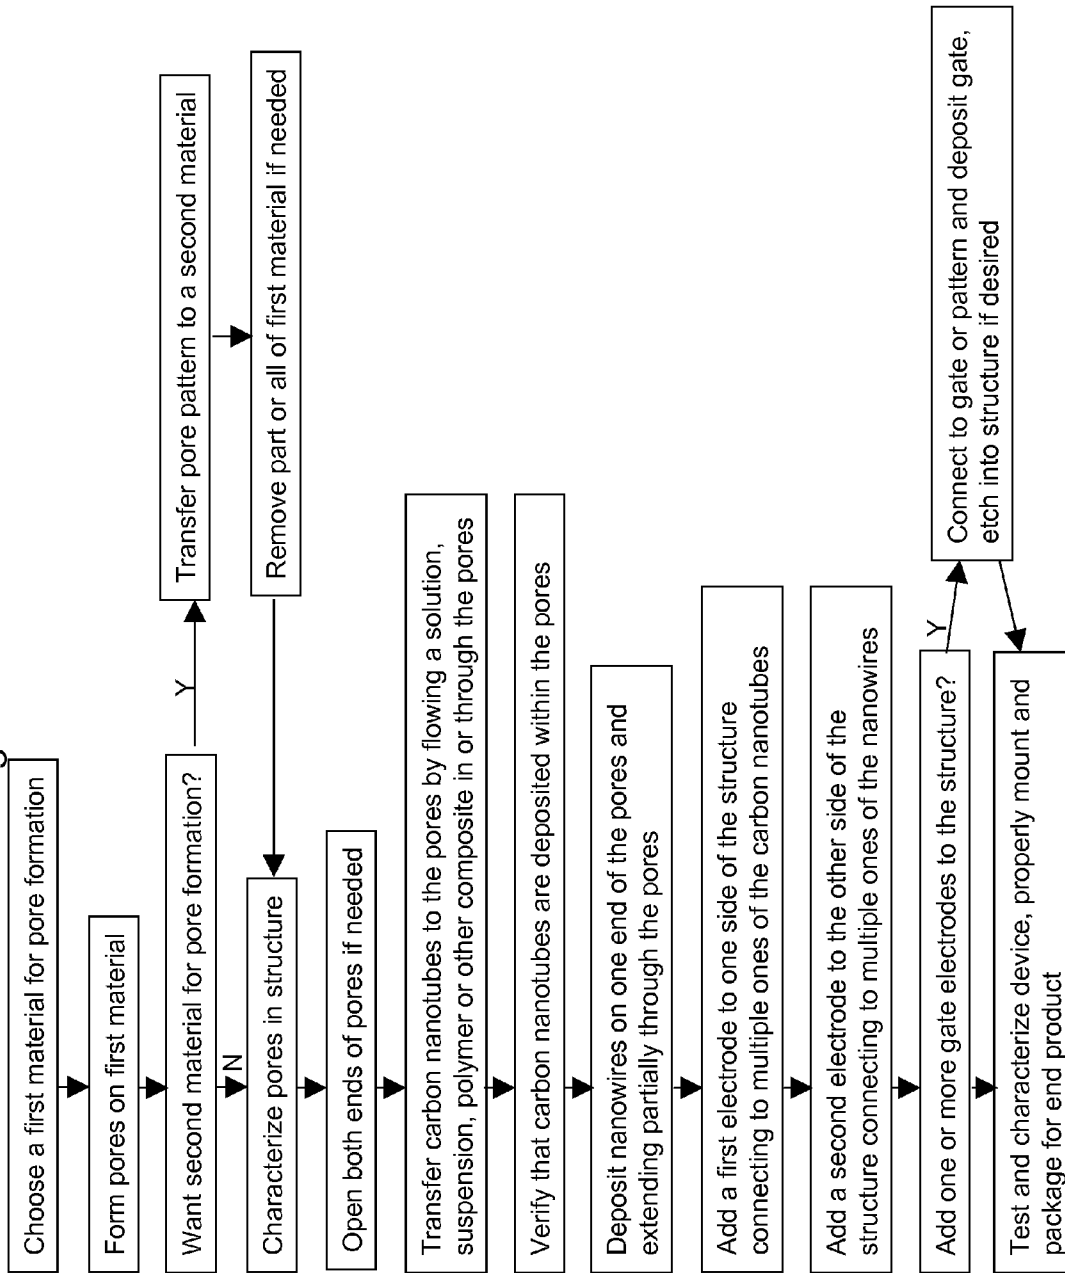 Choose a first material for pore formation
Form pores on first material
Want second material for pore formation?
Y
Transfer pore pattern to a second material
Remove part or all of first material if needed
N
Characterize pores in structure
Open both ends of pores if needed
Transfer carbon nanotubes to the pores by flowing a solution,
suspension, polymer or other composite in or through the pores
Verify that carbon nanotubes are deposited within the pores
Deposit nanowires on one end of the pores and
extending partially through the pores
Add a first electrode to one side of the structure
connecting to multiple ones of the carbon nanotubes
Add a second electrode to the other side of the
structure connecting to multiple ones of the nanowires
Add one or more gate electrodes to the structure?
Y
Connect to gate or pattern and deposit gate,
etch into structure if desired
Test and characterize device, properly mount and
package for end product